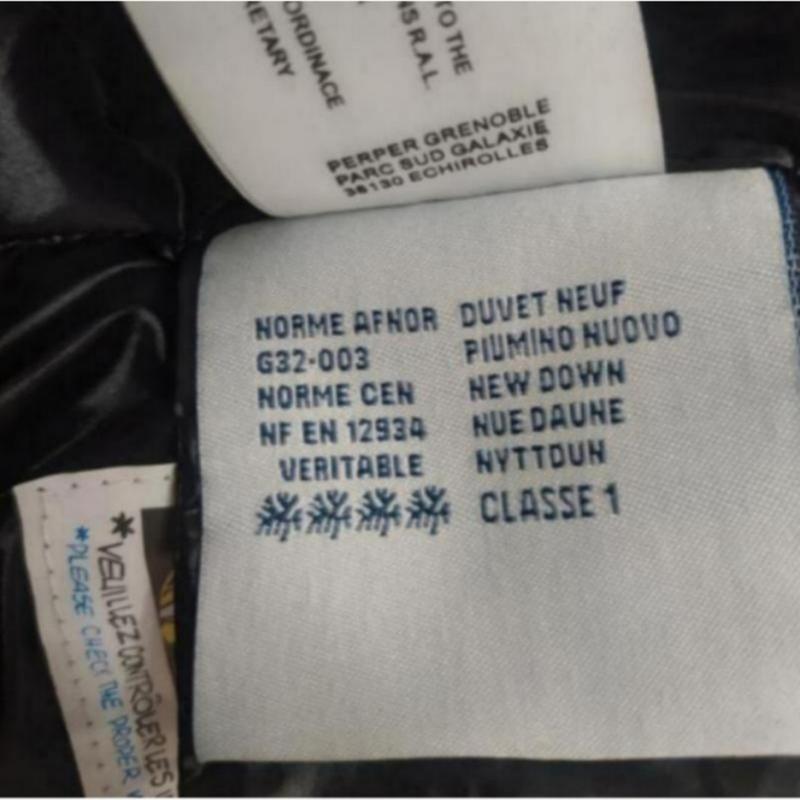 TO THE
NS R.A.L.
ORDINACE
NETARY
PERPER GRENOBLE
PARC SUD GALAXIE
38130 ECHIROLLES
NORME AFNOR
G32-003
NORME CEN
NF EN 12934
VERITABLE
DUVET NEUF
PIUMINO NUOVO
NEW DOWN
NUE DAUNE
NYTTDUN
CLASSE 1
*VEUILLEZ CONTRÔLER LES
*PLEASE CHECK THE PROPER